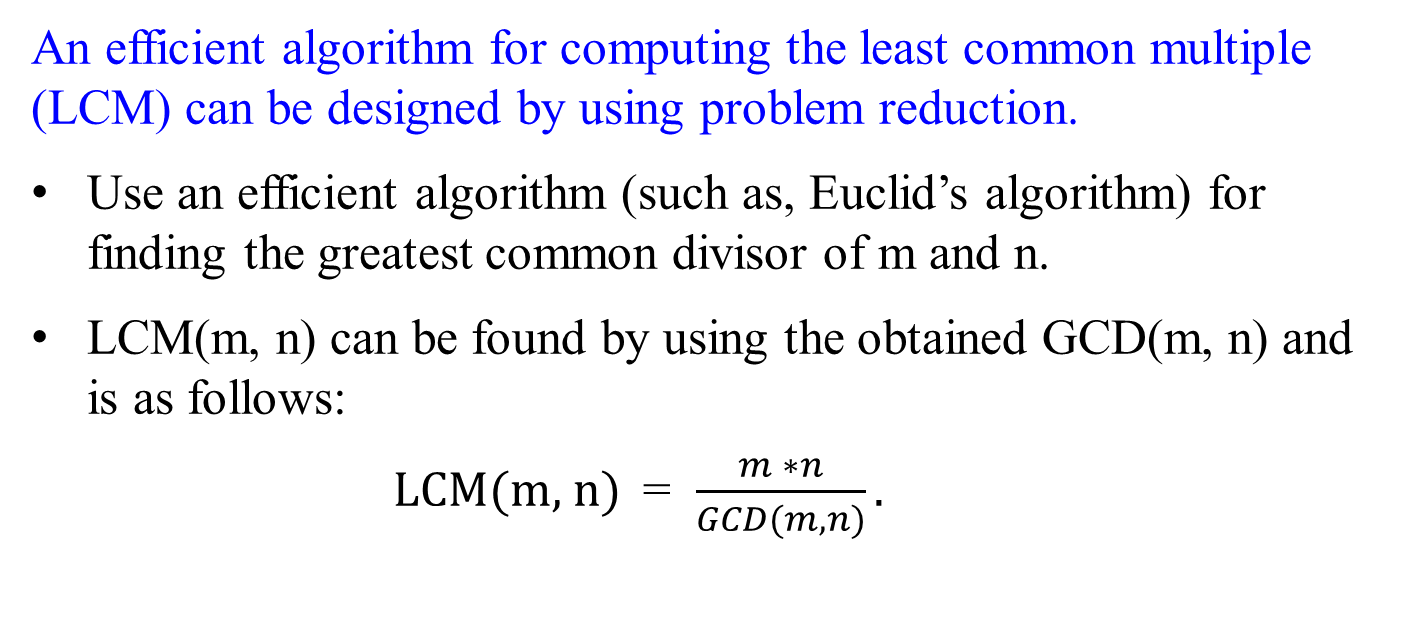 An efficient algorithm for computing the least common multiple
(LCM) can be designed by using problem reduction.
• Use an efficient algorithm (such as, Euclid’s algorithm) for
finding the greatest common divisor of m and n.
• LCM(m, n) can be found by using the obtained GCD(m, n) and
is as follows:
LCM(m, n) = m ∗n / GCD(m,n) .